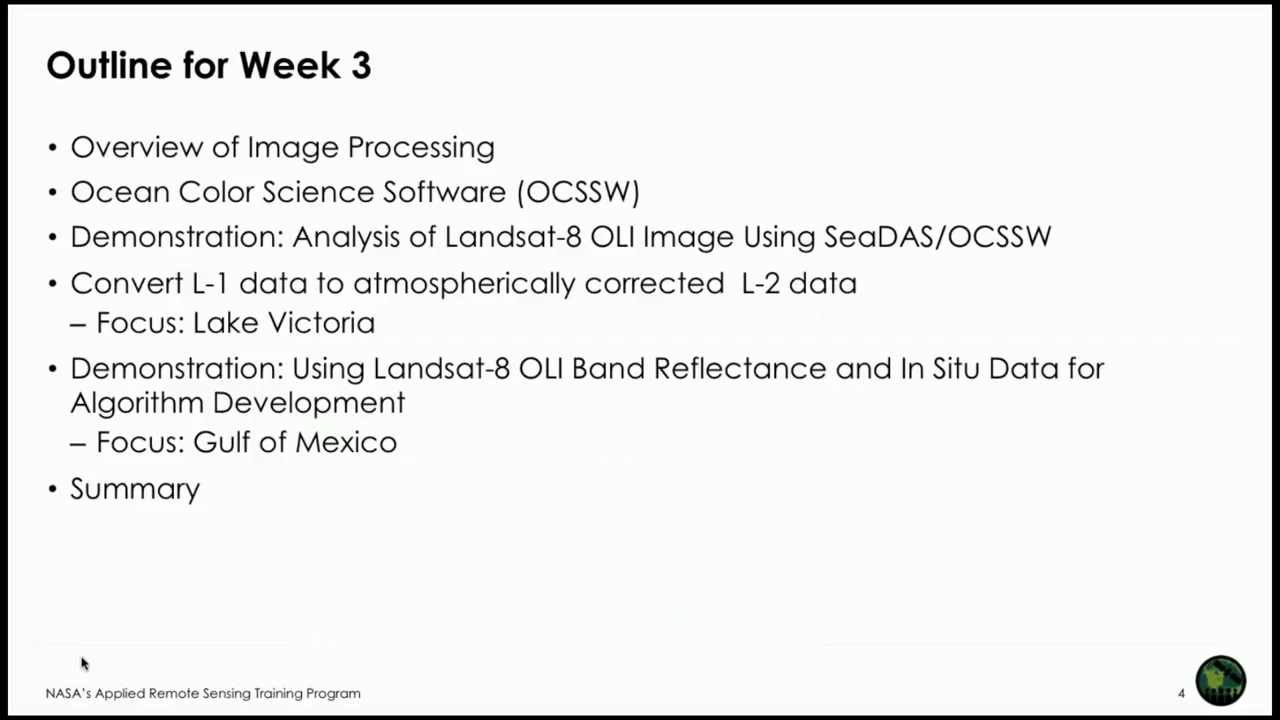 Outline for Week 3
• Overview of Image Processing
• Ocean Color Science Software (OCSSW)
• Demonstration: Analysis of Landsat-8 OLI Image Using SeaDAS/OCSSW
• Convert L-1 data to atmospherically corrected  L-2 data
– Focus: Lake Victoria
• Demonstration: Using Landsat-8 OLI Band Reflectance and In Situ Data for
Algorithm Development
– Focus: Gulf of Mexico
• Summary
NASA's Applied Remote Sensing Training Program
4